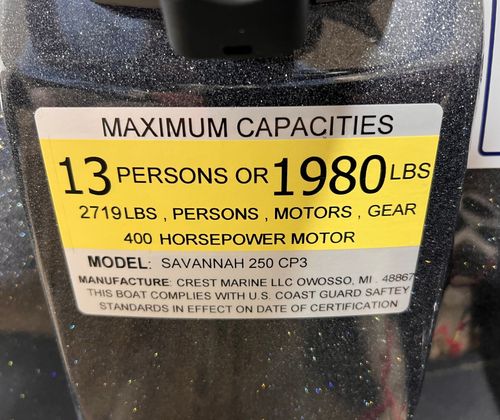 MAXIMUM CAPACITIES
13 PERSONS OR 1980 LBS
2719 LBS , PERSONS , MOTORS , GEAR
400 HORSEPOWER MOTOR
MODEL: SAVANNAH 250 CP3
MANUFACTURE: CREST MARINE LLC OWOSSO, MI . 48867
THIS BOAT COMPLIES WITH U.S. COAST GUARD SAFTEY
STANDARDS IN EFFECT ON DATE OF CERTIFICATION